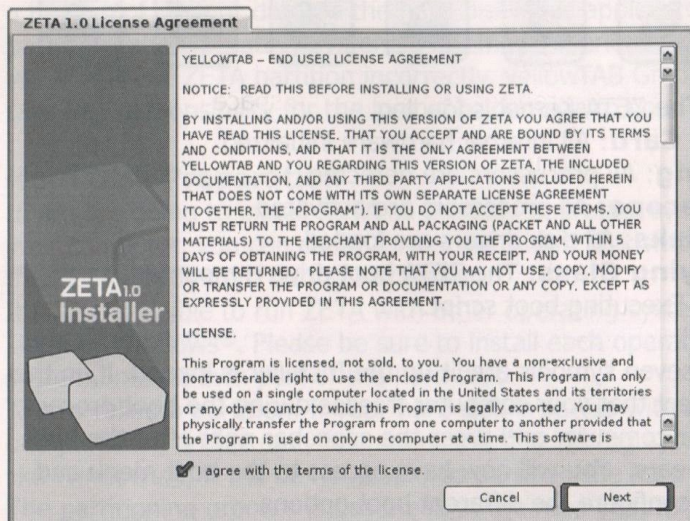 ZETA 1.0 License Agreement
YELLOWTAB – END USER LICENSE AGREEMENT
NOTICE: READ THIS BEFORE INSTALLING OR USING ZETA.
BY INSTALLING AND/OR USING THIS VERSION OF ZETA YOU AGREE THAT YOU
HAVE READ THIS LICENSE, THAT YOU ACCEPT AND ARE BOUND BY ITS TERMS
AND CONDITIONS, AND THAT IT IS THE ONLY AGREEMENT BETWEEN
YELLOWTAB AND YOU REGARDING THIS VERSION OF ZETA, THE INCLUDED
DOCUMENTATION, AND ANY THIRD PARTY APPLICATIONS INCLUDED HEREIN
THAT DOES NOT COME WITH ITS OWN SEPARATE LICENSE AGREEMENT
(TOGETHER, THE "PROGRAM"). IF YOU DO NOT ACCEPT THESE TERMS, YOU
MUST RETURN THE PROGRAM AND ALL PACKAGING (PACKET AND ALL OTHER
MATERIALS) TO THE MERCHANT PROVIDING YOU THE PROGRAM, WITHIN 5
DAYS OF OBTAINING THE PROGRAM, WITH YOUR RECEIPT, AND YOUR MONEY
WILL BE RETURNED. PLEASE NOTE THAT YOU MAY NOT USE, COPY, MODIFY
OR TRANSFER THE PROGRAM OR DOCUMENTATION OR ANY COPY, EXCEPT AS
EXPRESSLY PROVIDED IN THIS AGREEMENT.
LICENSE.
This Program is licensed, not sold, to you. You have a non-exclusive and
nontransferable right to use the enclosed Program. This Program can only
be used on a single computer located in the United States and its territories
or any other country to which this Program is legally exported. You may
physically transfer the Program from one computer to another provided that
the Program is used on only one computer at a time. This software is
ZETA 1.0
Installer
I agree with the terms of the license.
Cancel
Next